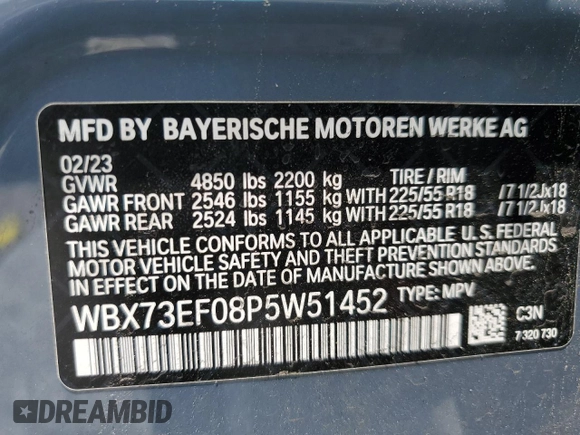 MFD BY BAYERISCHE MOTOREN WERKE AG
02/23
GVWR 4850 lbs 2200 kg TIRE / RIM
GAWR FRONT 2546 lbs 1155 kg WITH 225/55 R18 /7 1/2Jx18
GAWR REAR 2524 lbs 1145 kg WITH 225/55 R18 /7 1/2Jx18
THIS VEHICLE CONFORMS TO ALL APPLICABLE U. S. FEDERAL
MOTOR VEHICLE SAFETY AND THEFT PREVENTION STANDARDS
IN EFFECT ON THE DATE OF MANUFACTURE SHOWN ABOVE.
WBX73EF08P5W51452 TYPE: MPV
C3N
7 320 730
DREAMBID